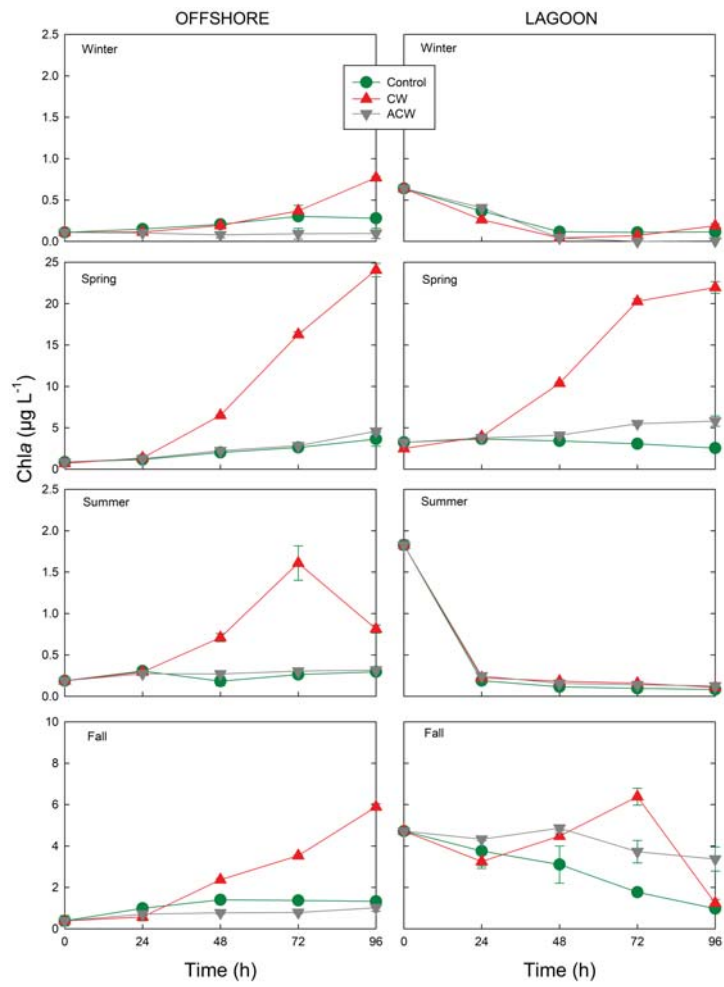 OFFSHORE LAGOON
Winter Winter
Control
CW
ACW
2.5
2.0
1.5
1.0
0.5
0.0
Spring Spring
25
20
15
10
5
0
Chla (µg L⁻¹)
Summer Summer
2.5
2.0
1.5
1.0
0.5
0.0
Fall Fall
10
8
6
4
2
0
0 24 48 72 96 0 24 48 72 96
Time (h) Time (h)